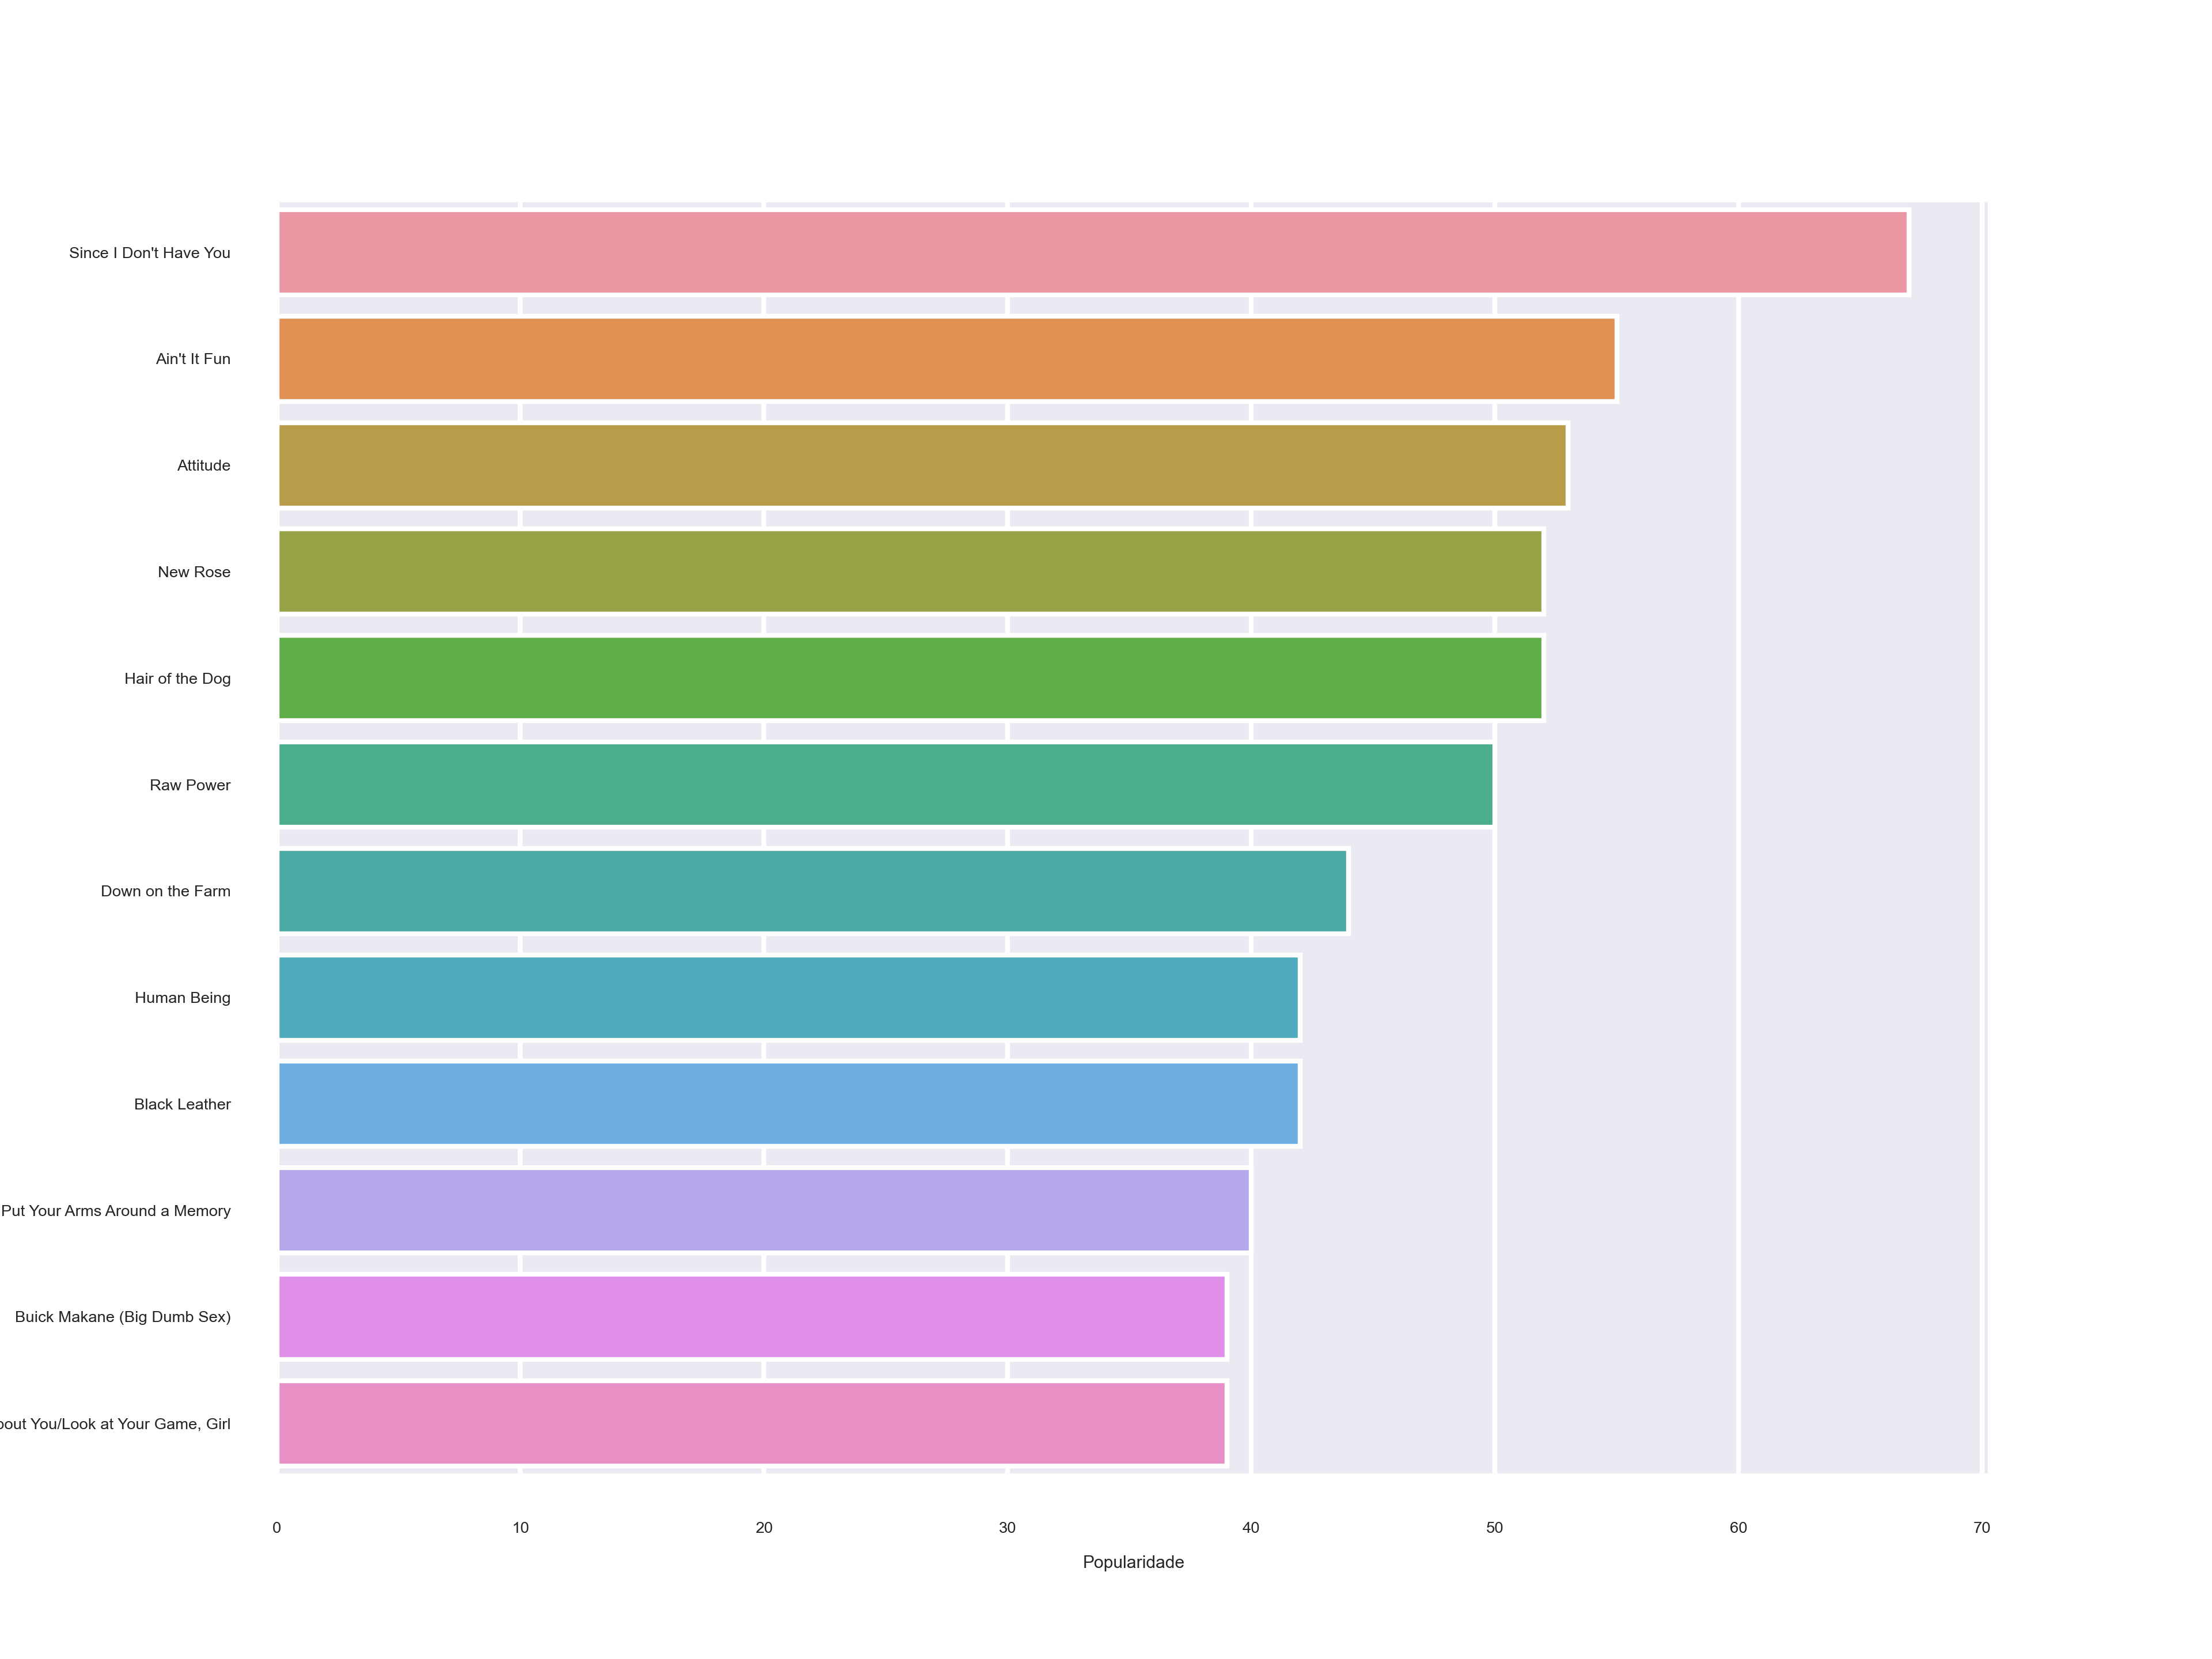 Since I Don't Have You
Ain't It Fun
Attitude
New Rose
Hair of the Dog
Raw Power
Down on the Farm
Human Being
Black Leather
Put Your Arms Around a Memory
Buick Makane (Big Dumb Sex)
You/Look at Your Game, Girl
0 10 20 30 40 50 60 70
Popularidade